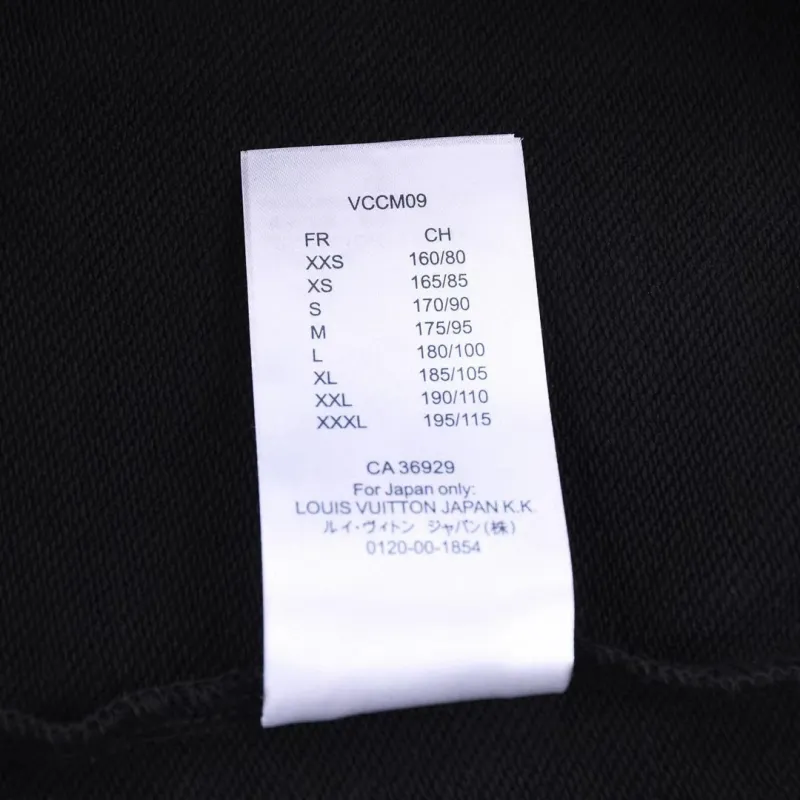 VCCM09
FR CH
XXS 160/80
XS 165/85
S 170/90
M 175/95
L 180/100
XL 185/105
XXL 190/110
XXXL 195/115
CA 36929
For Japan only:
LOUIS VUITTON JAPAN K.K.
ルイ・ヴィトン ジャパン(株)
0120-00-1854